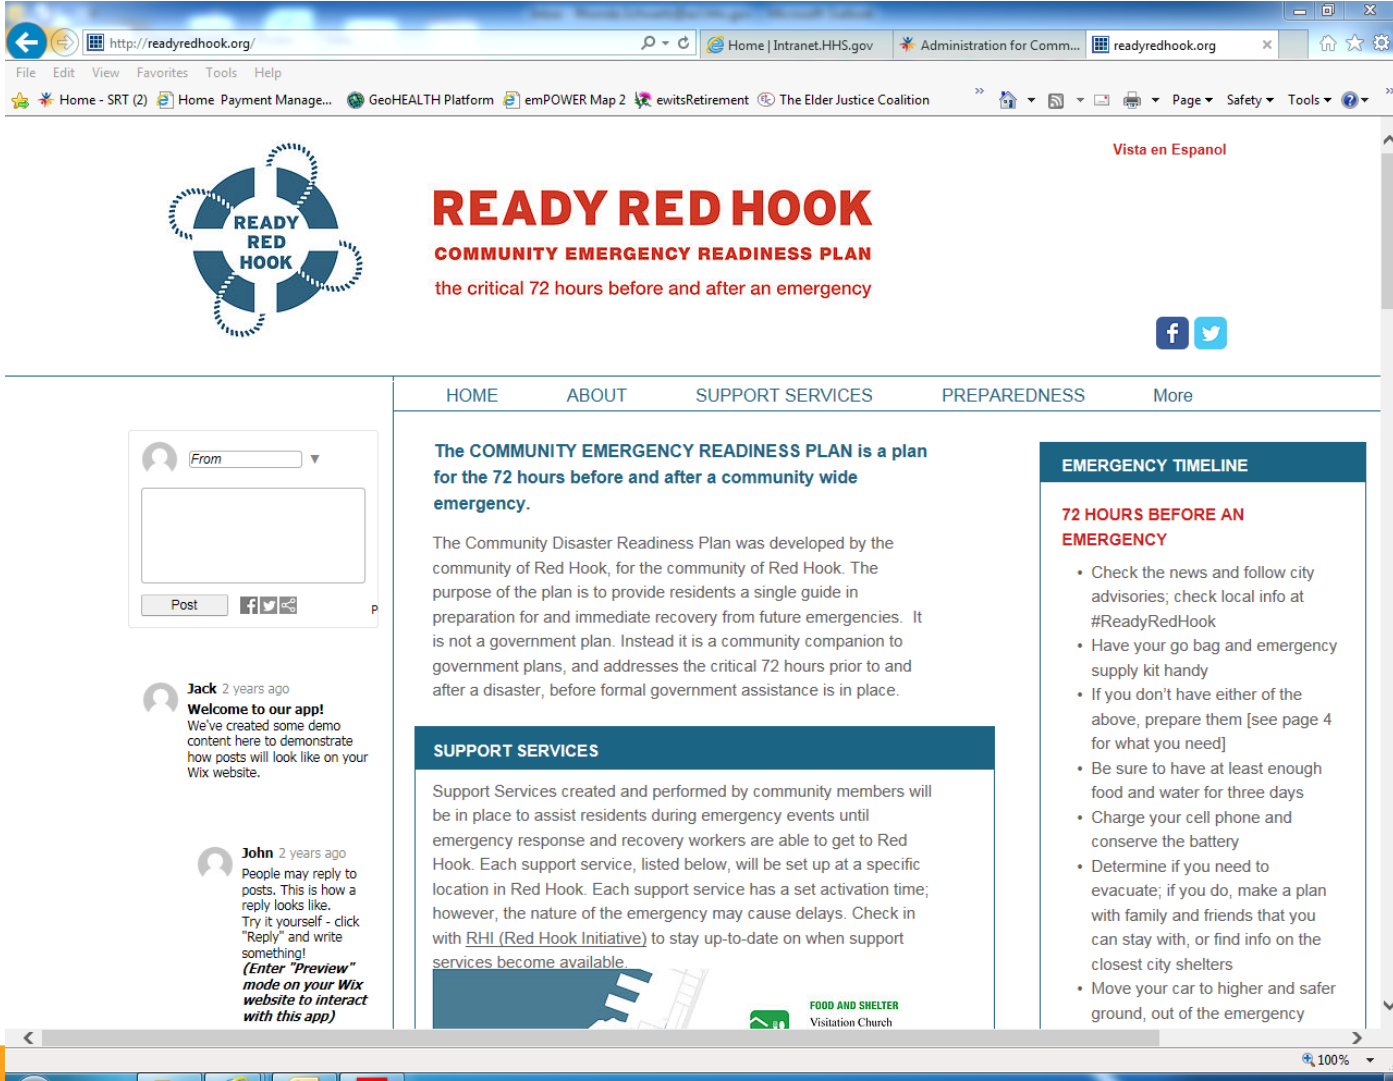 http://readyredhook.org/
Home | Intranet.HHS.gov
Administration for Comm...
readyredhook.org
File Edit View Favorites Tools Help
Home - SRT (2) Home Payment Manage... GeoHEALTH Platform emPOWER Map 2 ewitsRetirement The Elder Justice Coalition
Page Safety Tools
Vista en Espanol
READY
RED
HOOK
READY RED HOOK
COMMUNITY EMERGENCY READINESS PLAN
the critical 72 hours before and after an emergency
HOME ABOUT SUPPORT SERVICES PREPAREDNESS More
From
Post
P
Jack 2 years ago
Welcome to our app!
We've created some demo
content here to demonstrate
how posts will look like on your
Wix website.
John 2 years ago
People may reply to
posts. This is how a
reply looks like.
Try it yourself - click
"Reply" and write
something!
(Enter "Preview"
mode on your Wix
website to interact
with this app)
The COMMUNITY EMERGENCY READINESS PLAN is a plan
for the 72 hours before and after a community wide
emergency.
The Community Disaster Readiness Plan was developed by the
community of Red Hook, for the community of Red Hook. The
purpose of the plan is to provide residents a single guide in
preparation for and immediate recovery from future emergencies. It
is not a government plan. Instead it is a community companion to
government plans, and addresses the critical 72 hours prior to and
after a disaster, before formal government assistance is in place.
SUPPORT SERVICES
Support Services created and performed by community members will
be in place to assist residents during emergency events until
emergency response and recovery workers are able to get to Red
Hook. Each support service, listed below, will be set up at a specific
location in Red Hook. Each support service has a set activation time;
however, the nature of the emergency may cause delays. Check in
with RHI (Red Hook Initiative) to stay up-to-date on when support
services become available.
FOOD AND SHELTER
Visitation Church
EMERGENCY TIMELINE
72 HOURS BEFORE AN
EMERGENCY
• Check the news and follow city
advisories; check local info at
#ReadyRedHook
• Have your go bag and emergency
supply kit handy
• If you don't have either of the
above, prepare them [see page 4
for what you need]
• Be sure to have at least enough
food and water for three days
• Charge your cell phone and
conserve the battery
• Determine if you need to
evacuate; if you do, make a plan
with family and friends that you
can stay with, or find info on the
closest city shelters
• Move your car to higher and safer
ground, out of the emergency
100%